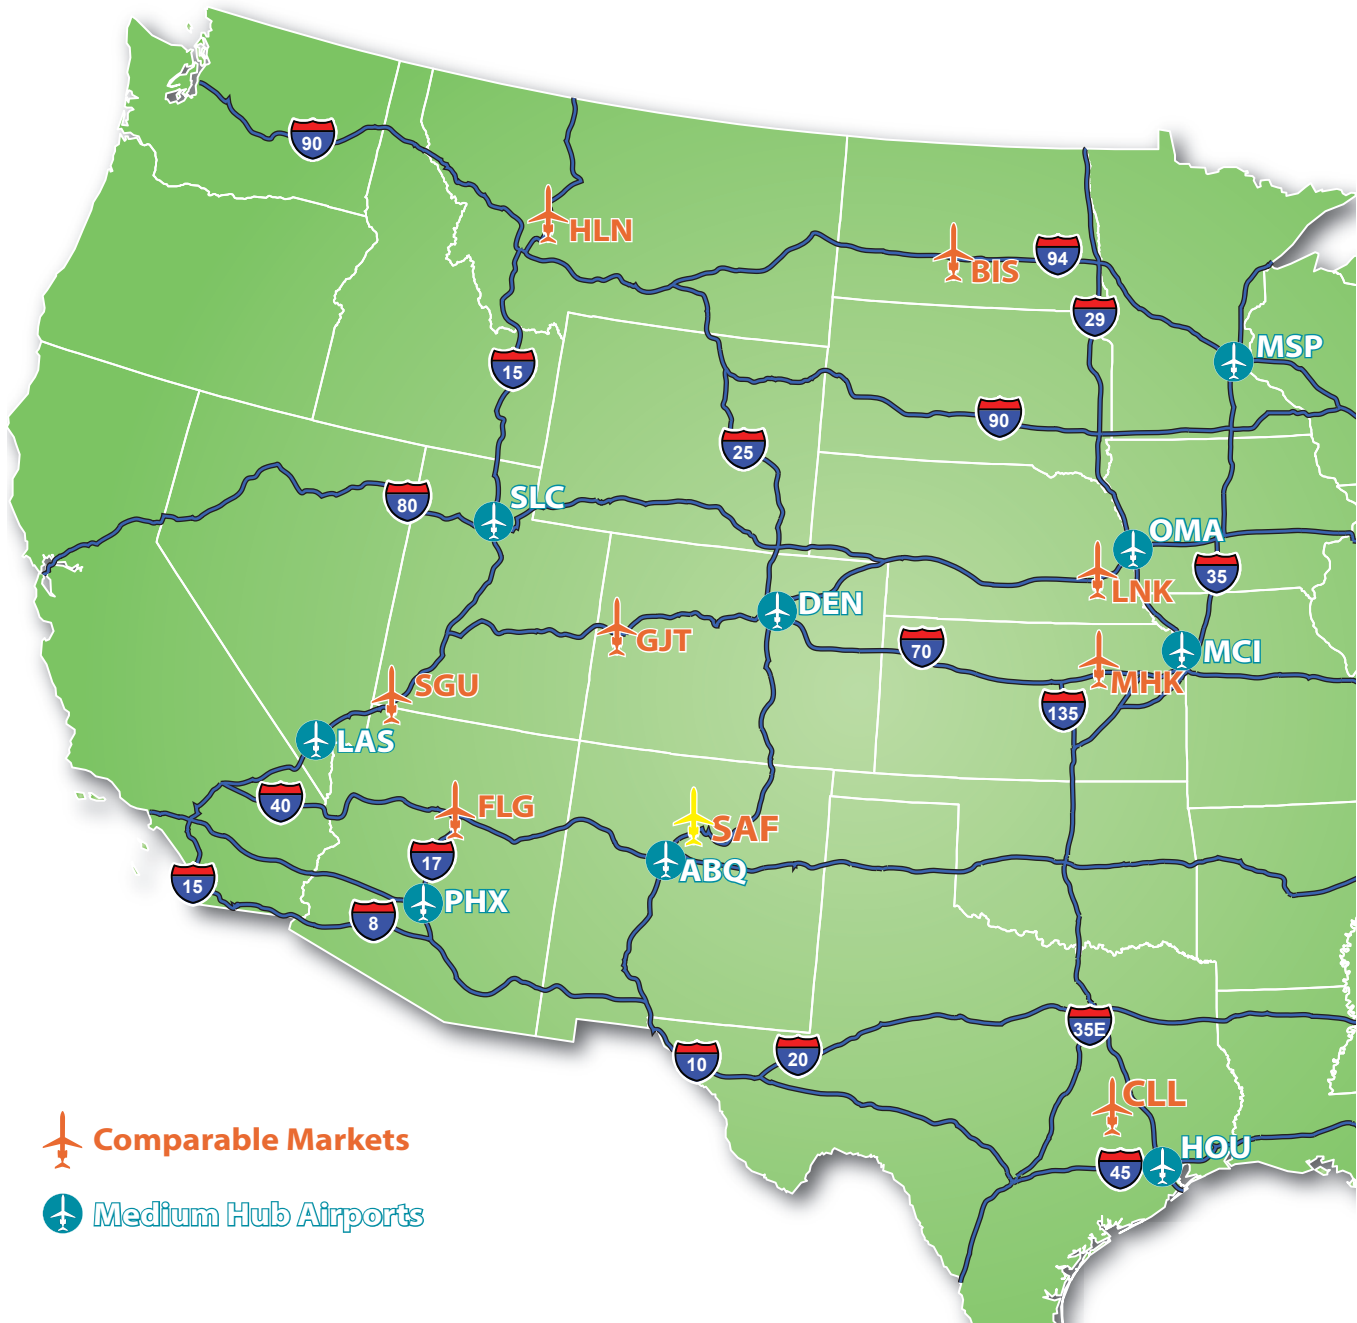 90
HLN
BIS
94
29
MSP
15
90
25
80
SLC
OMA
35
LNK
DEN
GJT
70
MCI
MHK
SGU
135
LAS
40
FLG
SAF
17
ABQ
15
PHX
8
35E
10
20
CLL
HOU
45
Comparable Markets
Medium Hub Airports